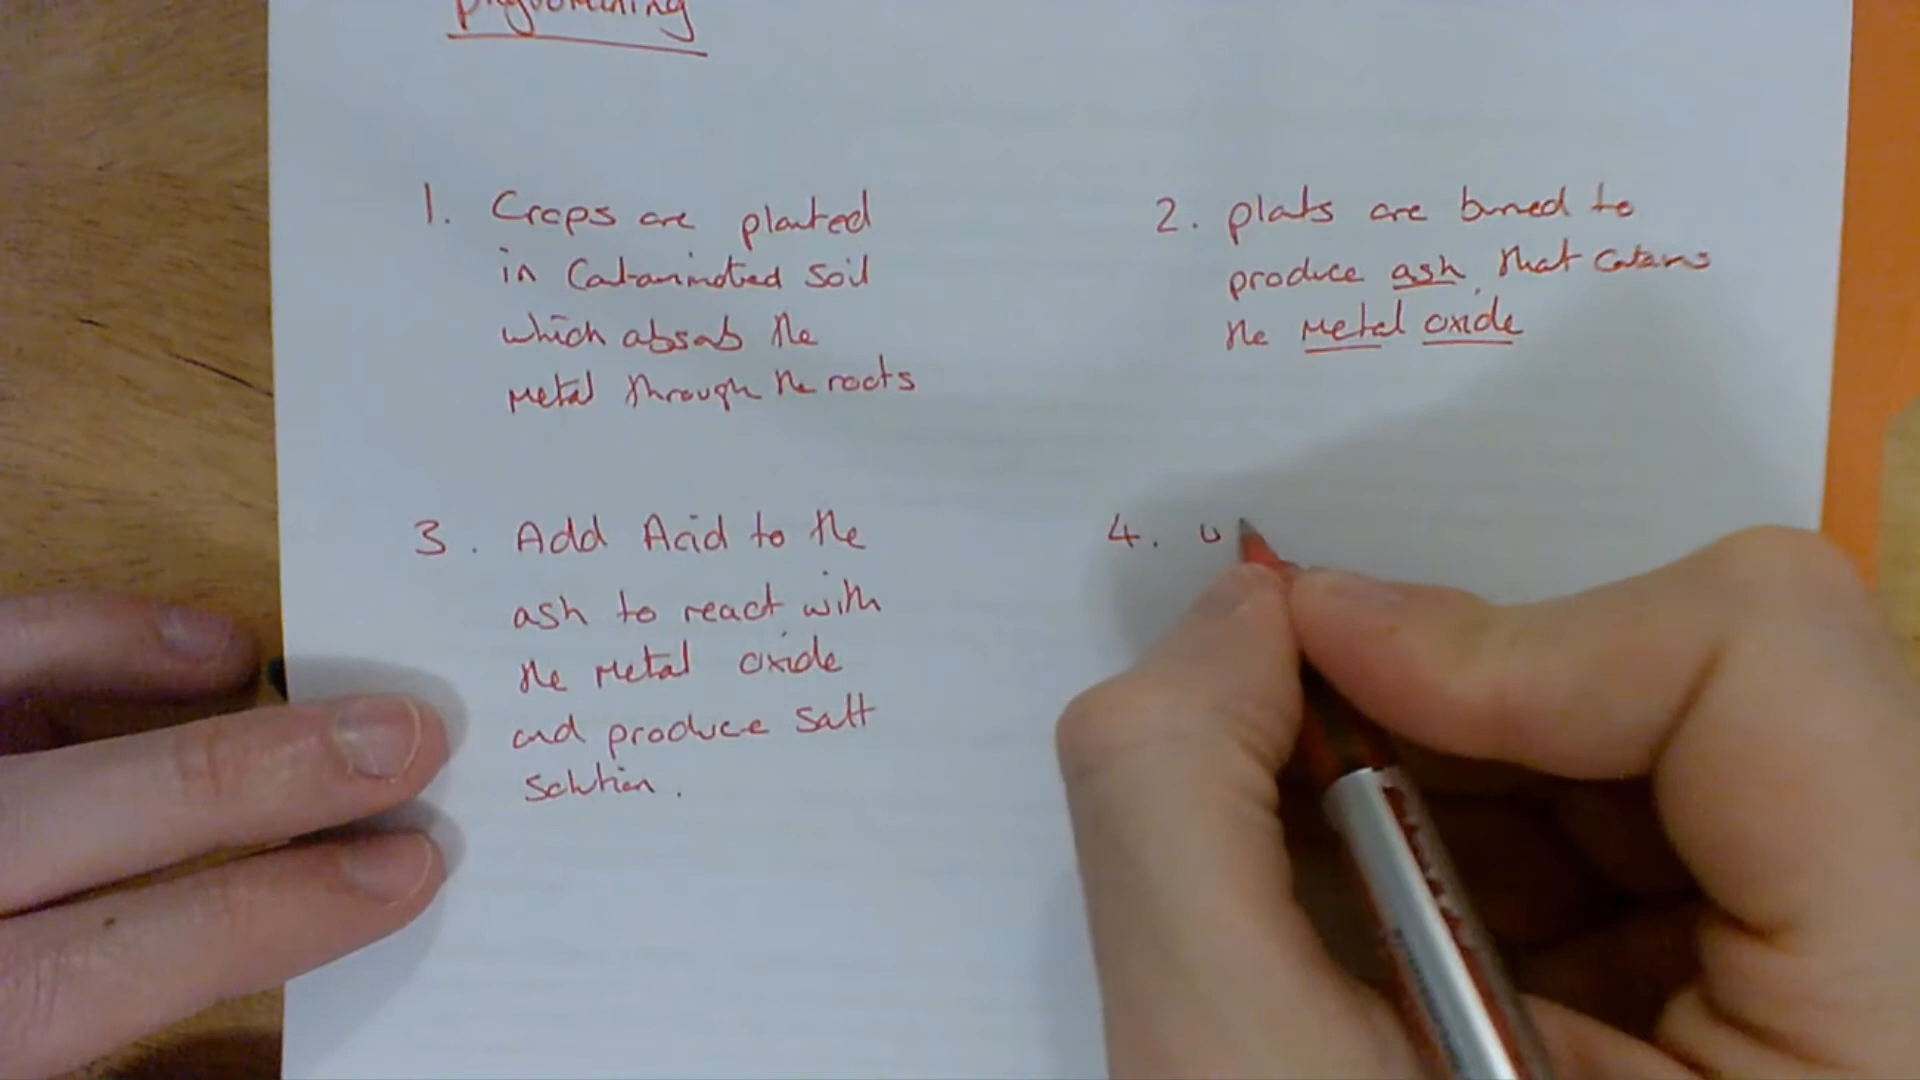 phytomining
1. Crops are planted
in Contaminated Soil
which absorb the
Metal through the roots
2. plants are burned to
produce ash, that contains
the Metal oxide
3. Add Acid to the
ash to react with
the Metal oxide
and produce Salt
Solution.
4. u